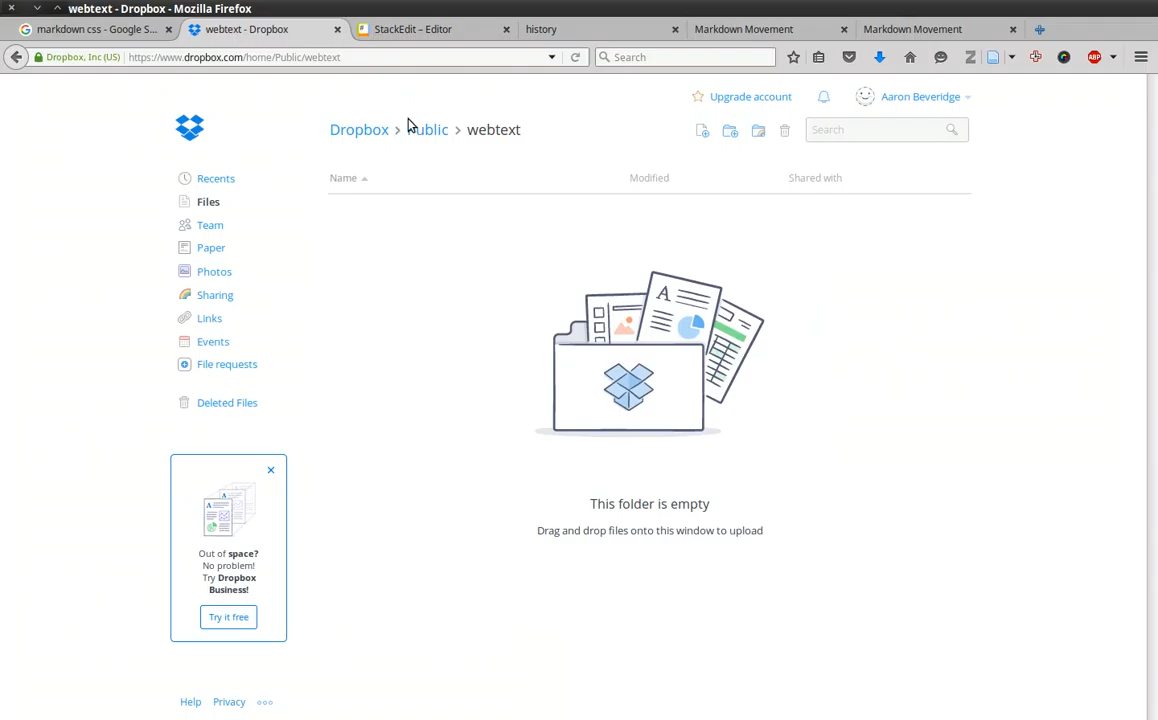 webtext - Dropbox - Mozilla Firefox
markdown css - Google S...
webtext - Dropbox
StackEdit – Editor
history
Markdown Movement
Markdown Movement
Dropbox, Inc (US)
https://www.dropbox.com/home/Public/webtext
Search
ABP
Upgrade account
Aaron Beveridge
Dropbox › Public › webtext
Search
Name
Modified
Shared with
Recents
Files
Team
Paper
Photos
Sharing
Links
Events
File requests
Deleted Files
This folder is empty
Drag and drop files onto this window to upload
Out of space?
No problem!
Try Dropbox
Business!
Try it free
Help
Privacy